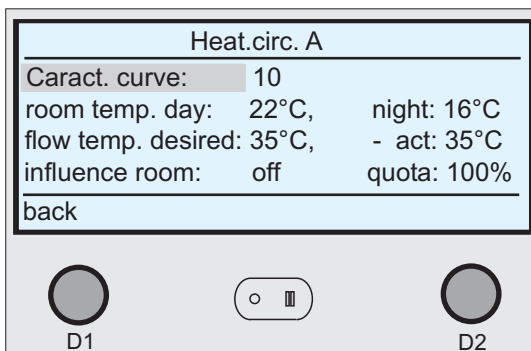 Heat.circ. A
Caract. curve: 10
room temp. day: 22°C, night: 16°C
flow temp. desired: 35°C, - act: 35°C
influence room: off quota: 100%
back
D1 D2